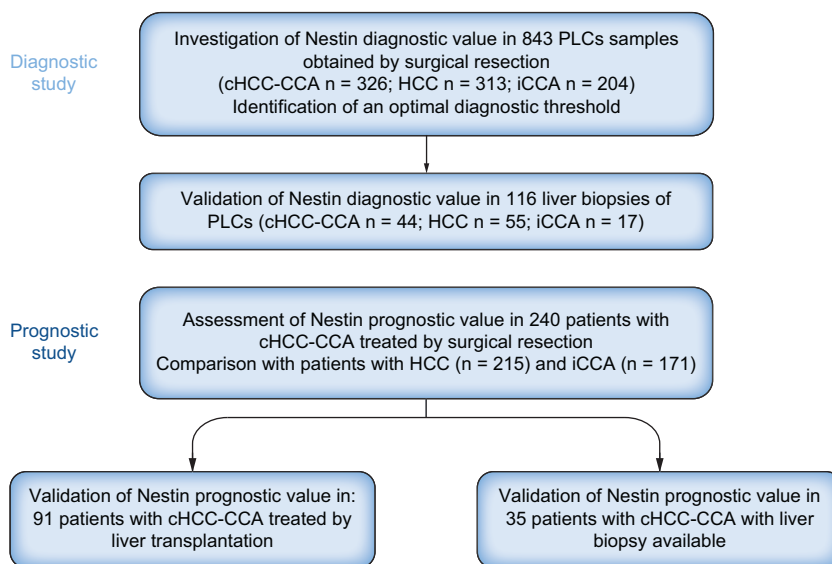 Diagnostic
study
Investigation of Nestin diagnostic value in 843 PLCs samples
obtained by surgical resection
(cHCC-CCA n = 326; HCC n = 313; iCCA n = 204)
Identification of an optimal diagnostic threshold
Validation of Nestin diagnostic value in 116 liver biopsies of
PLCs (cHCC-CCA n = 44; HCC n = 55; iCCA n = 17)
Prognostic
study
Assessment of Nestin prognostic value in 240 patients with
cHCC-CCA treated by surgical resection
Comparison with patients with HCC (n = 215) and iCCA (n = 171)
Validation of Nestin prognostic value in:
91 patients with cHCC-CCA treated by
liver transplantation
Validation of Nestin prognostic value in
35 patients with cHCC-CCA with liver
biopsy available